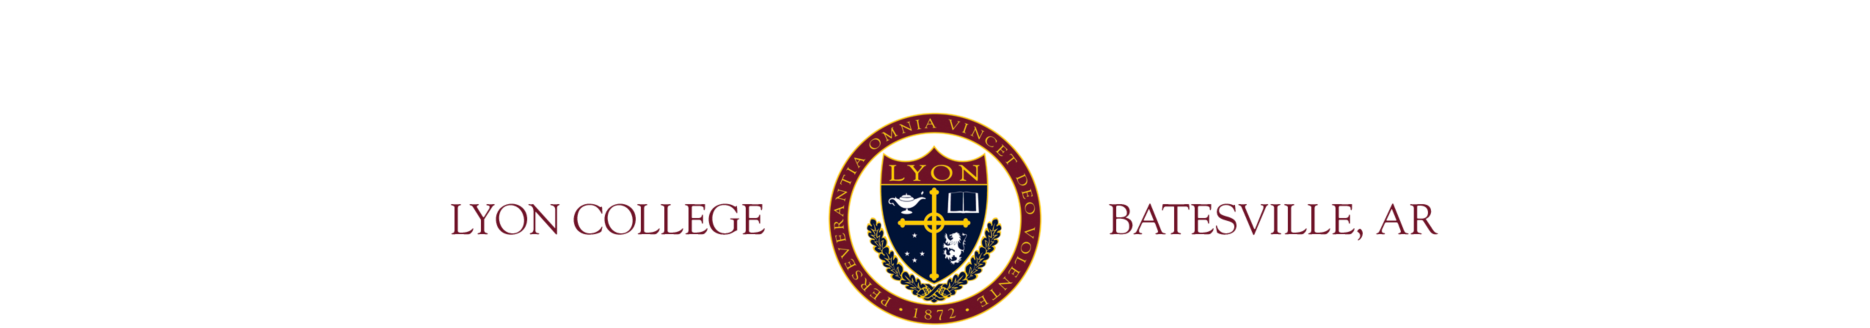 LYON COLLEGE
PERSEVERANTIA OMNIA VINCET DEO VOLENTE
LYON
• 1872 •
BATESVILLE, AR